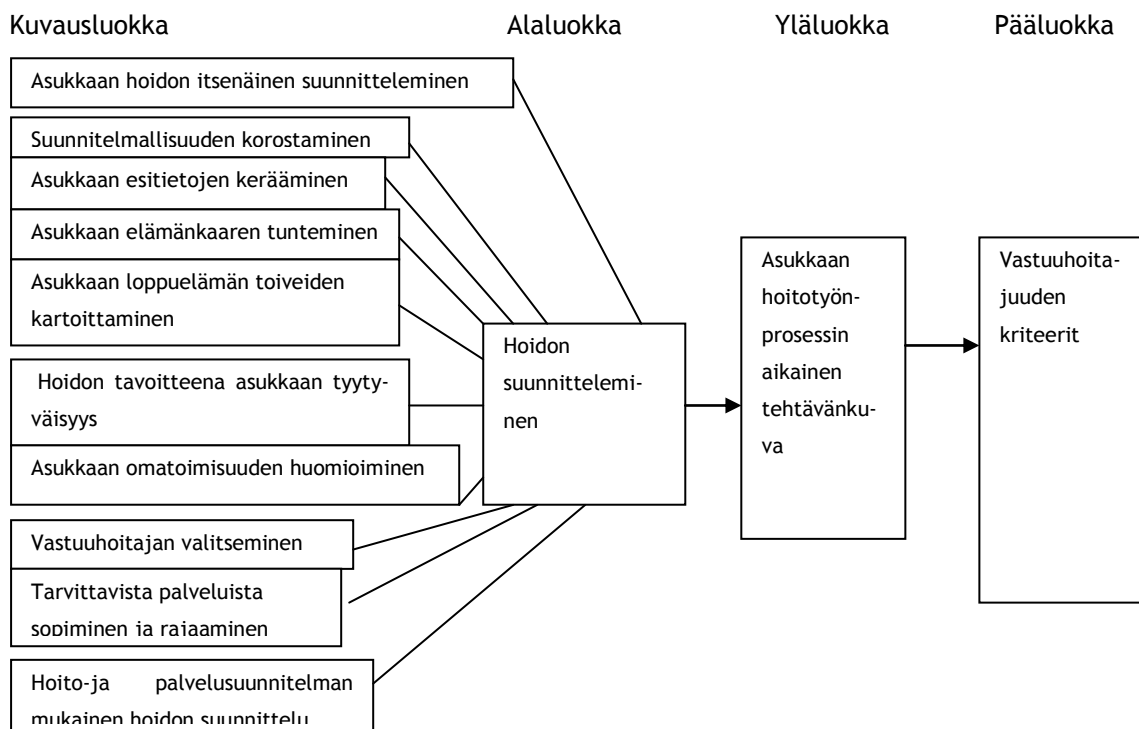 Kuvausluokka Alaluokka Yläluokka Pääluokka
Asukkaan hoidon itsenäinen suunnitteleminen
Suunnitelmallisuuden korostaminen
Asukkaan esitietojen kerääminen
Asukkaan elämänkaaren tunteminen
Asukkaan loppuelämän toiveiden
kartoittaminen
Hoidon tavoitteena asukkaan tyyty-
väisyys
Asukkaan omatoimisuuden huomioiminen
Vastuuhoitajan valitseminen
Tarvittavista palveluista
sopiminen ja rajaaminen
Hoito-ja palvelusuunnitelman
mukainen hoidon suunnittelu
Hoidon
suunnittelemi-
nen
Asukkaan
hoitotyön-
prosessin
aikainen
tehtävänku-
va
Vastuuhoita-
juuden
kriteerit